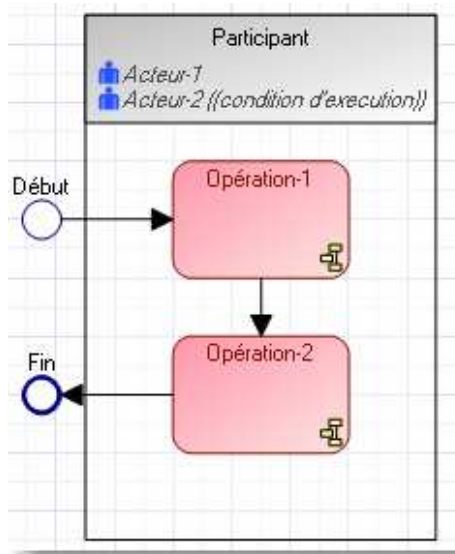 Participant
Acteur-1
Acteur-2 ((condition d'execution))
Début
Opération-1
Fin
Opération-2